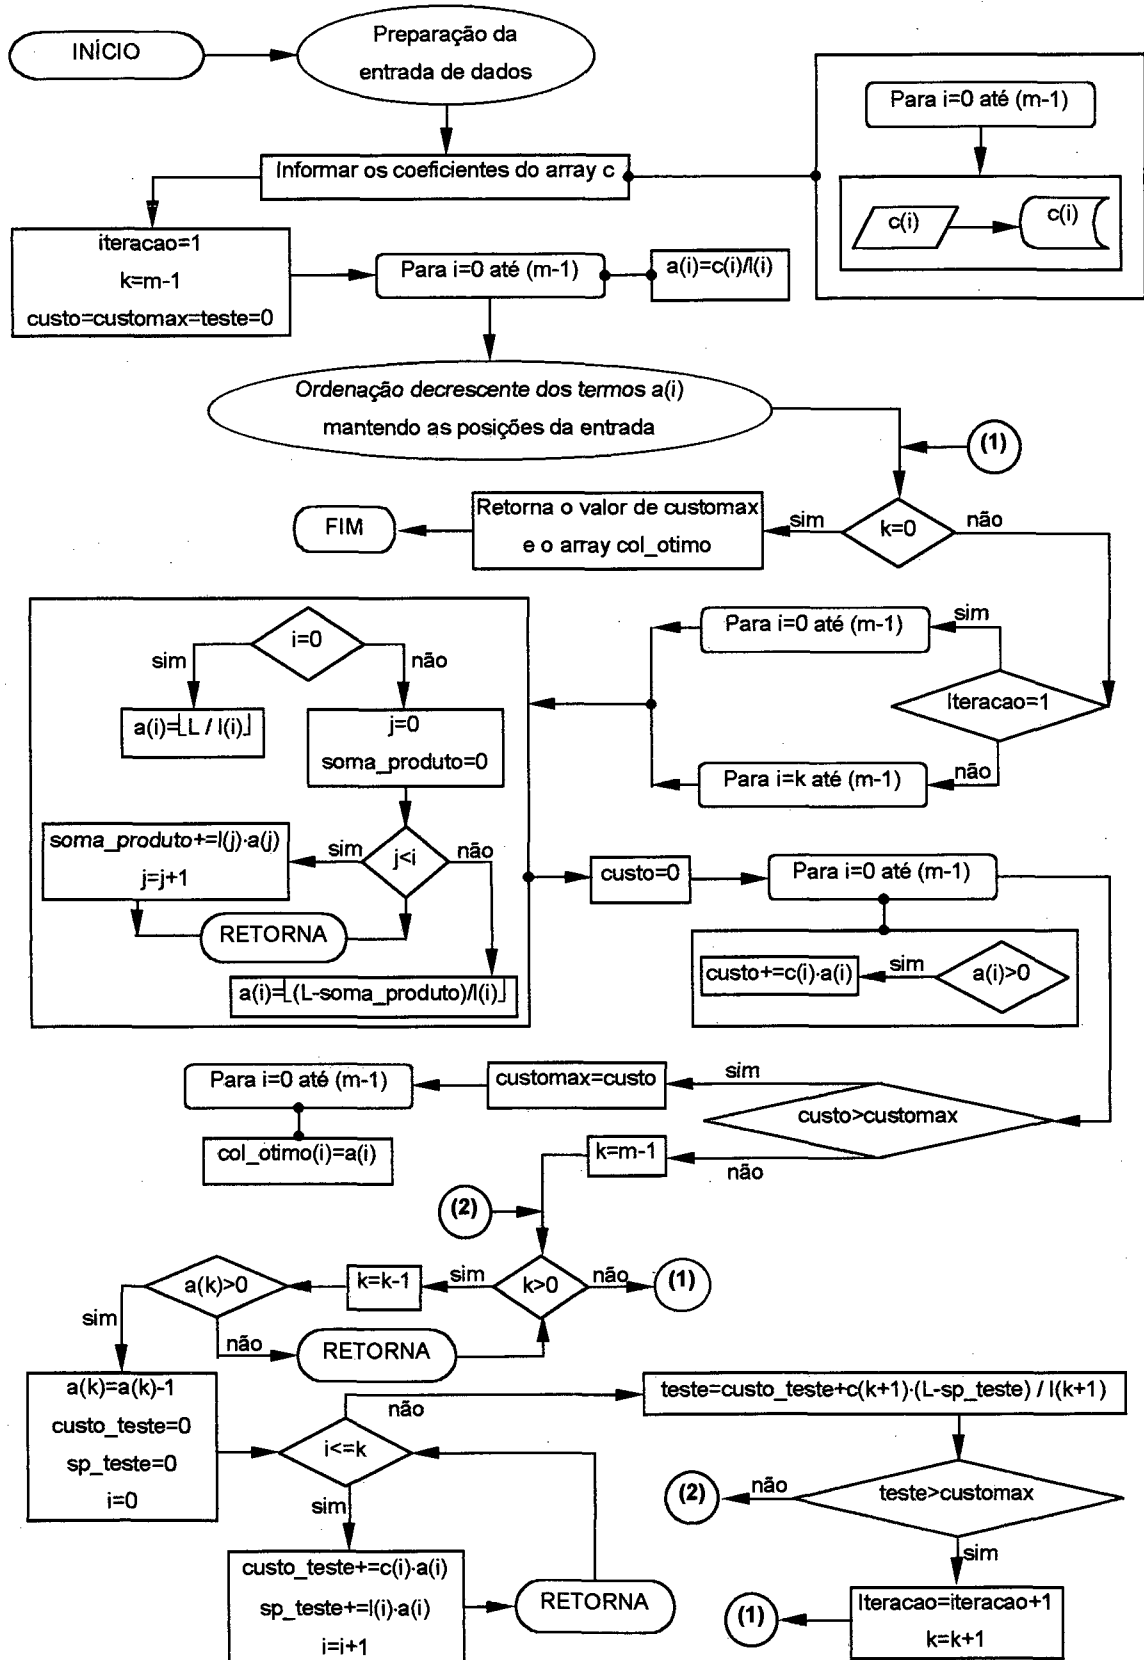 INÍCIO
Preparação da
entrada de dados
Para i=0 até (m-1)
Informar os coeficientes do array c
c(i)
c(i)
iteracao=1
k=m-1
custo=customax=teste=0
Para i=0 até (m-1)
a(i)=c(i)/l(i)
Ordenação decrescente dos termos a(i)
mantendo as posições da entrada
(1)
FIM
Retorna o valor de customax
e o array col_otimo
sim
k=0
não
i=0
sim
não
Para i=0 até (m-1)
sim
a(i)=⌊L / l(i)⌋
j=0
soma_produto=0
Iteracao=1
Para i=k até (m-1)
não
soma_produto+=l(j)·a(j)
j=j+1
sim
j<i
não
RETORNA
a(i)=⌊(L-soma_produto)/l(i)⌋
custo=0
Para i=0 até (m-1)
custo+=c(i)·a(i)
sim
a(i)>0
Para i=0 até (m-1)
customax=custo
sim
custo>customax
col_otimo(i)=a(i)
k=m-1
não
(2)
a(k)>0
k=k-1
sim
k>0
não
(1)
sim
não
RETORNA
a(k)=a(k)-1
custo_teste=0
sp_teste=0
i=0
i<=k
não
teste=custo_teste+c(k+1)·(L-sp_teste) / l(k+1)
sim
(2)
não
teste>customax
sim
custo_teste+=c(i)·a(i)
sp_teste+=l(i)·a(i)
i=i+1
RETORNA
(1)
Iteracao=iteracao+1
k=k+1